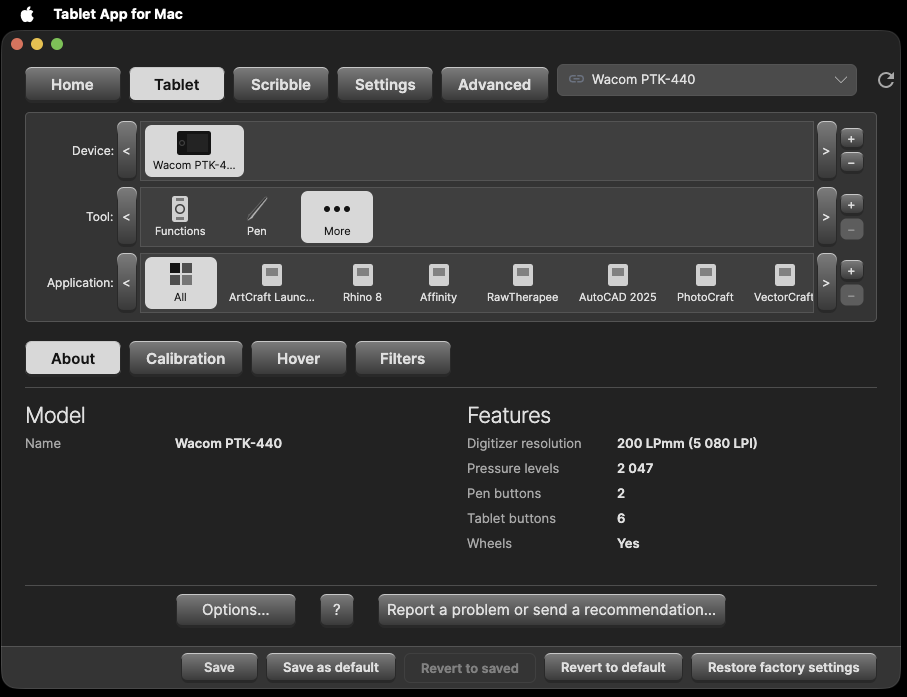 Tablet App for Mac
Home Tablet Scribble Settings Advanced Wacom PTK-440
Device: < Wacom PTK-4... > + −
Tool: < Functions Pen More > + −
Application: < All ArtCraft Launc... Rhino 8 Affinity RawTherapee AutoCAD 2025 PhotoCraft VectorCraft > + −
About Calibration Hover Filters
Model
Name Wacom PTK-440
Features
Digitizer resolution 200 LPmm (5 080 LPI)
Pressure levels 2 047
Pen buttons 2
Tablet buttons 6
Wheels Yes
Options... ? Report a problem or send a recommendation...
Save Save as default Revert to saved Revert to default Restore factory settings